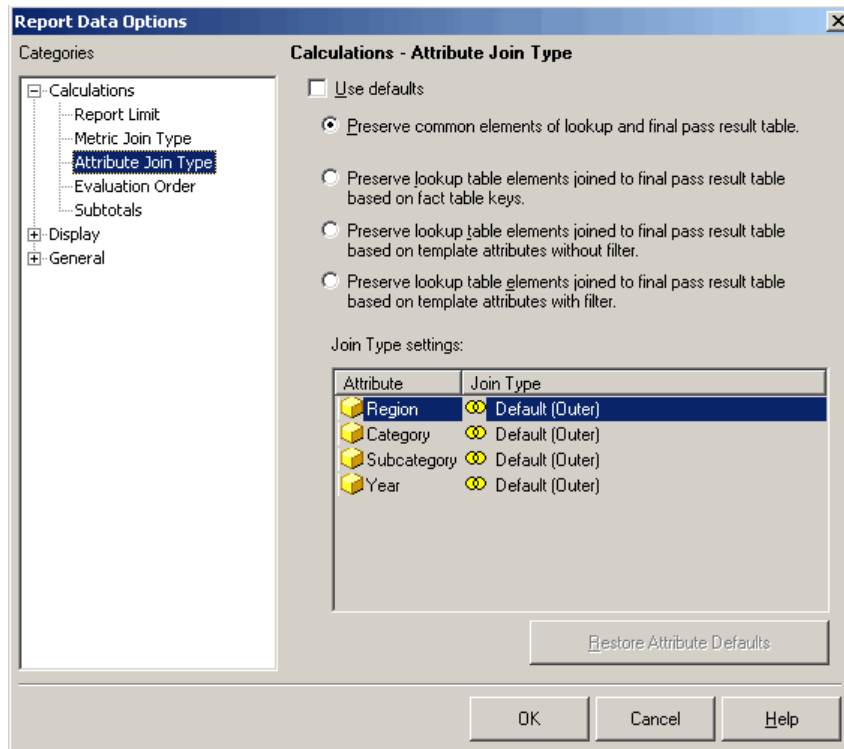 Report Data Options
Categories
Calculations
Report Limit
Metric Join Type
Attribute Join Type
Evaluation Order
Subtotals
Display
General
Calculations - Attribute Join Type
Use defaults
Preserve common elements of lookup and final pass result table.
Preserve lookup table elements joined to final pass result table
based on fact table keys.
Preserve lookup table elements joined to final pass result table
based on template attributes without filter.
Preserve lookup table elements joined to final pass result table
based on template attributes with filter.
Join Type settings:
Attribute Join Type
Region Default (Outer)
Category Default (Outer)
Subcategory Default (Outer)
Year Default (Outer)
Restore Attribute Defaults
OK Cancel Help